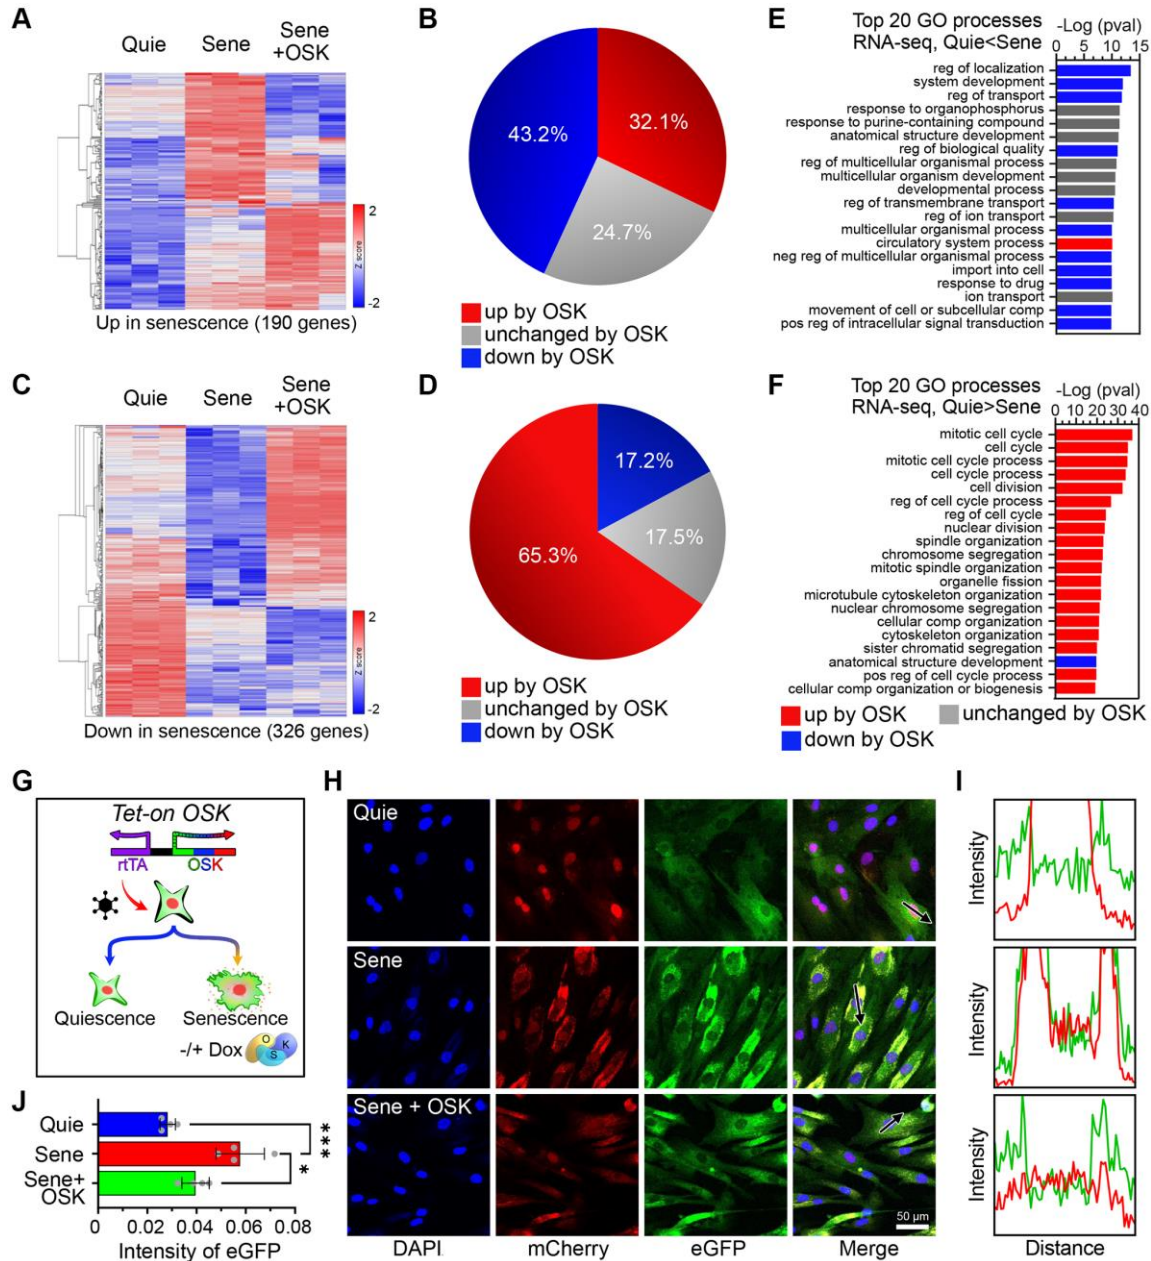 A
Quie
Sene
Sene
+OSK
2
Z score
-2
Up in senescence (190 genes)
B
43.2%
32.1%
24.7%
up by OSK
unchanged by OSK
down by OSK
E
Top 20 GO processes
RNA-seq, Quie<Sene
-Log (pval)
0 5 10 15
reg of localization
system development
reg of transport
response to organophosphorus
response to purine-containing compound
anatomical structure development
reg of biological quality
reg of multicellular organismal process
multicellular organism development
developmental process
reg of transmembrane transport
reg of ion transport
multicellular organismal process
circulatory system process
neg reg of multicellular organismal process
import into cell
response to drug
ion transport
movement of cell or subcellular comp
pos reg of intracellular signal transduction
C
Quie
Sene
Sene
+OSK
2
Z score
-2
Down in senescence (326 genes)
D
17.2%
17.5%
65.3%
up by OSK
unchanged by OSK
down by OSK
F
Top 20 GO processes
RNA-seq, Quie>Sene
-Log (pval)
0 10 20 30 40
mitotic cell cycle
cell cycle
mitotic cell cycle process
cell cycle process
cell division
reg of cell cycle process
reg of cell cycle
nuclear division
spindle organization
chromosome segregation
mitotic spindle organization
organelle fission
microtubule cytoskeleton organization
nuclear chromosome segregation
cellular comp organization
cytoskeleton organization
sister chromatid segregation
anatomical structure development
pos reg of cell cycle process
cellular comp organization or biogenesis
up by OSK
unchanged by OSK
down by OSK
G
Tet-on OSK
rtTA
OSK
Quiescence
Senescence
-/+ Dox
O
S
K
H
Quie
Sene
Sene + OSK
50 µm
DAPI
mCherry
eGFP
Merge
I
Intensity
Intensity
Intensity
Distance
J
Quie
Sene
Sene+
OSK
***
*
0 0.02 0.04 0.06 0.08
Intensity of eGFP